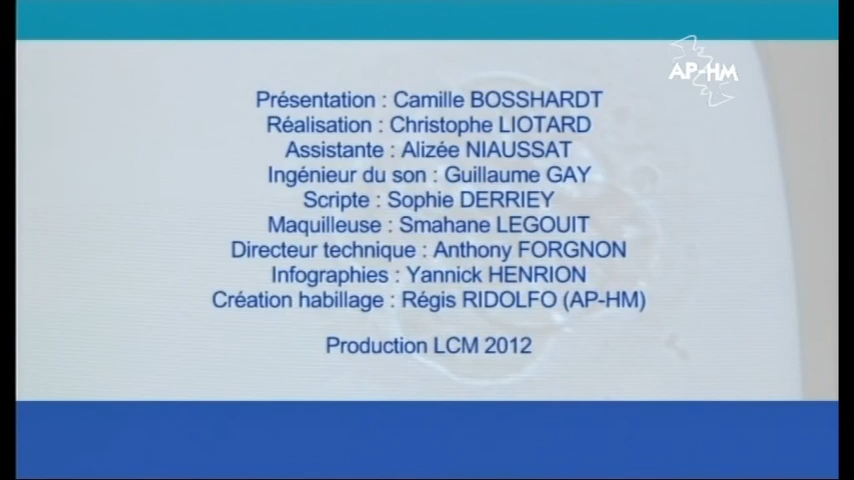 AP-HM
Présentation : Camille BOSSHARDT
Réalisation : Christophe LIOTARD
Assistante : Alizée NIAUSSAT
Ingénieur du son : Guillaume GAY
Scripte : Sophie DERRIEY
Maquilleuse : Smahane LEGOUIT
Directeur technique : Anthony FORGNON
Infographies : Yannick HENRION
Création habillage : Régis RIDOLFO (AP-HM)
Production LCM 2012